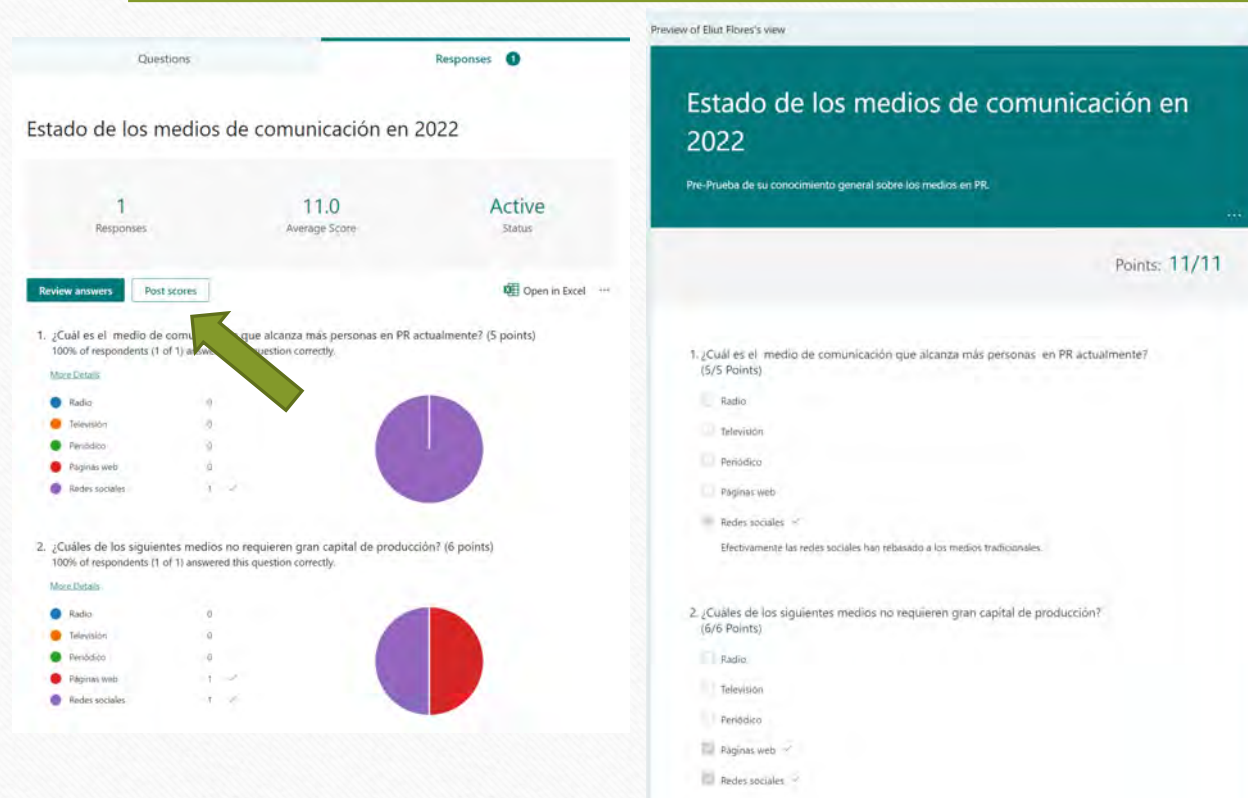 Questions
Responses 1
Estado de los medios de comunicación en 2022
1
Responses
11.0
Average Score
Active
Status
Review answers
Post scores
Open in Excel ...
1. ¿Cuál es el medio de que alcanza más personas en PR actualmente? (5 points)
100% of respondents (1 of 1) question correctly.
More Details
Radio 0
Televisión 0
Periódico 0
Páginas web 0
Redes sociales 1
2. ¿Cuáles de los siguientes medios no requieren gran capital de producción? (6 points)
100% of respondents (1 of 1) answered this question correctly.
More Details
Radio 0
Televisión 0
Periódico 0
Páginas web 1
Redes sociales 1
Preview of Eliut Flores's view
Estado de los medios de comunicación en
2022
Pre-Prueba de su conocimiento general sobre los medios en PR.
...
Points: 11/11
1. ¿Cuál es el medio de comunicación que alcanza más personas en PR actualmente?
(5/5 Points)
Radio
Televisión
Periódico
Páginas web
Redes sociales
Efectivamente las redes sociales han rebasado a los medios tradicionales.
2. ¿Cuáles de los siguientes medios no requieren gran capital de producción?
(6/6 Points)
Radio
Televisión
Periódico
Páginas web
Redes sociales